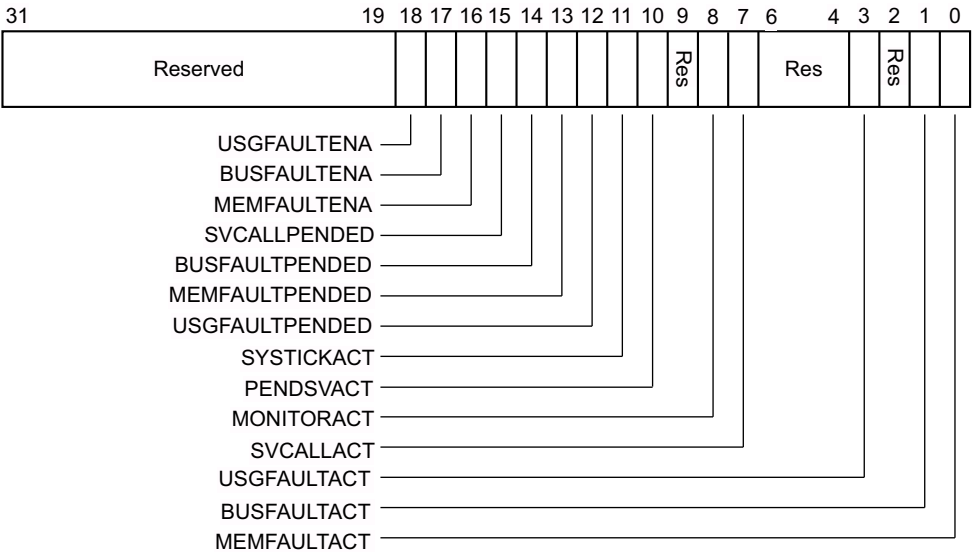 31 19 18 17 16 15 14 13 12 11 10 9 8 7 6 4 3 2 1 0
Reserved Res Res Res
USGFAULTENA
BUSFAULTENA
MEMFAULTENA
SVCALLPENDED
BUSFAULTPENDED
MEMFAULTPENDED
USGFAULTPENDED
SYSTICKACT
PENDSVACT
MONITORACT
SVCALLACT
USGFAULTACT
BUSFAULTACT
MEMFAULTACT